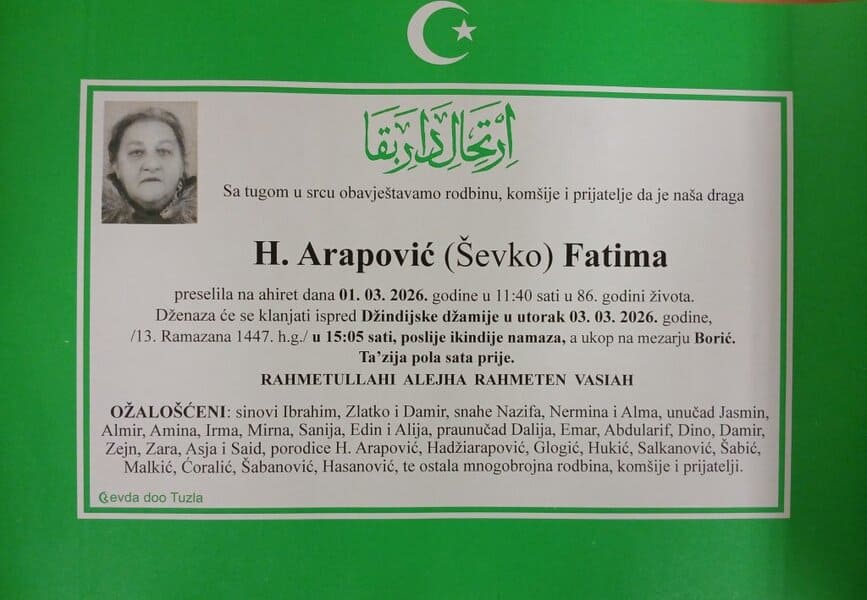 اِرْتِحَالِ دَارِ بَقَا
Sa tugom u srcu obavještavamo rodbinu, komšije i prijatelje da je naša draga
H. Arapović (Ševko) Fatima
preselila na ahiret dana 01. 03. 2026. godine u 11:40 sati u 86. godini života.
Dženaza će se klanjati ispred Džindijske džamije u utorak 03. 03. 2026. godine,
/13. Ramazana 1447. h.g./ u 15:05 sati, poslije ikindije namaza, a ukop na mezarju Borić.
Ta'zija pola sata prije.
RAHMETULLAHI ALEJHA RAHMETEN VASIAH
OŽALOŠĆENI: sinovi Ibrahim, Zlatko i Damir, snahe Nazifa, Nermina i Alma, unučad Jasmin,
Almir, Amina, Irma, Mirna, Sanija, Edin i Alija, praunučad Dalija, Emar, Abdularif, Dino, Damir,
Zejn, Zara, Asja i Said, porodice H. Arapović, Hadžiarapović, Glogić, Hukić, Salkanović, Šabić,
Malkić, Ćoralić, Šabanović, Hasanović, te ostala mnogobrojna rodbina, komšije i prijatelji.
evda doo Tuzla